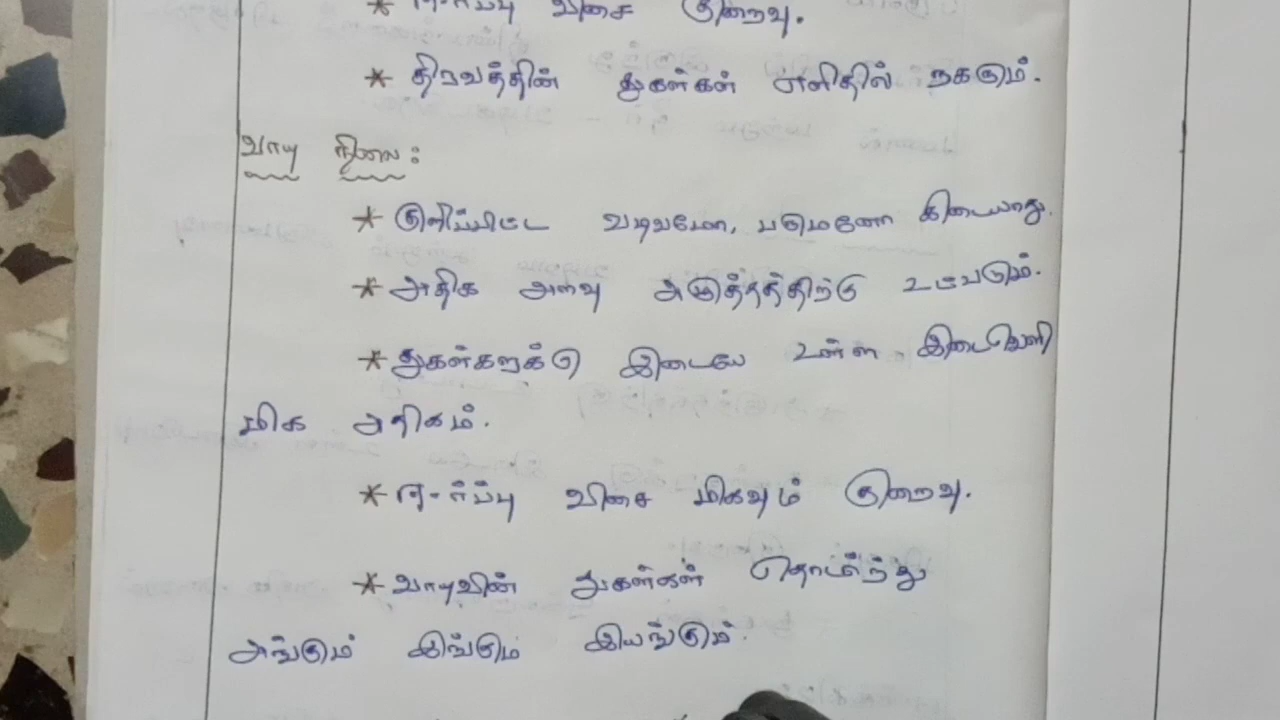 * ஈர்ப்பு விசை குறைவு.
* திரவத்தின் துகள்கள் எளிதில் நகரும்.
வாயு நிலை:
* குறிப்பிட்ட வடிவமோ, பருமனோ கிடையாது.
* அதிக அளவு அழுத்தத்திற்கு உட்படும்.
* துகள்களுக்கு இடையே உள்ள இடைவெளி
மிக அதிகம்.
* ஈர்ப்பு விசை மிகவும் குறைவு.
* வாயுவின் துகள்கள் தொடர்ந்து
அங்கும் இங்கும் இயங்கும்.